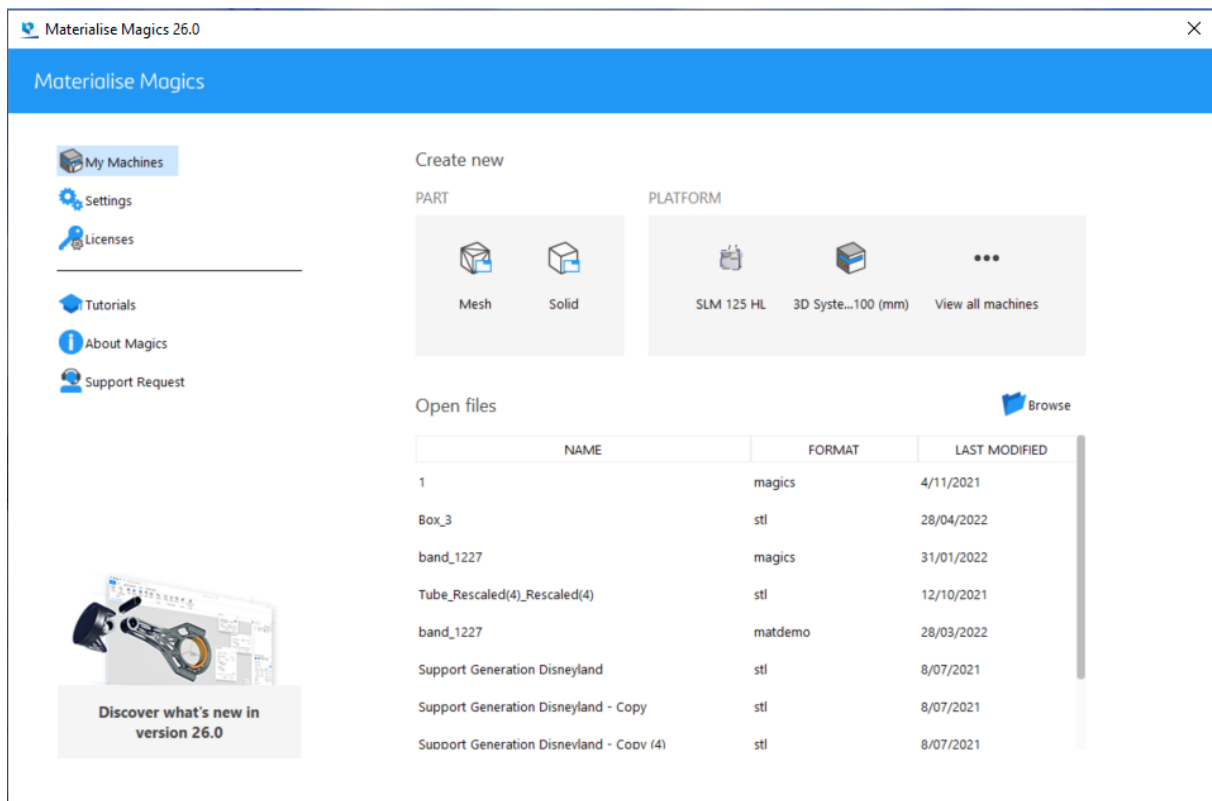 Materialise Magics 26.0
Materialise Magics
My Machines
Settings
Licenses
Tutorials
About Magics
Support Request
Discover what's new in
version 26.0
Create new
PART
PLATFORM
Mesh
Solid
SLM 125 HL
3D Syste...100 (mm)
View all machines
Open files
Browse
NAME FORMAT LAST MODIFIED
1 magics 4/11/2021
Box_3 stl 28/04/2022
band_1227 magics 31/01/2022
Tube_Rescaled(4)_Rescaled(4) stl 12/10/2021
band_1227 matdemo 28/03/2022
Support Generation Disneyland stl 8/07/2021
Support Generation Disneyland - Copy stl 8/07/2021
Support Generation Disneyland - Copy (4) stl 8/07/2021